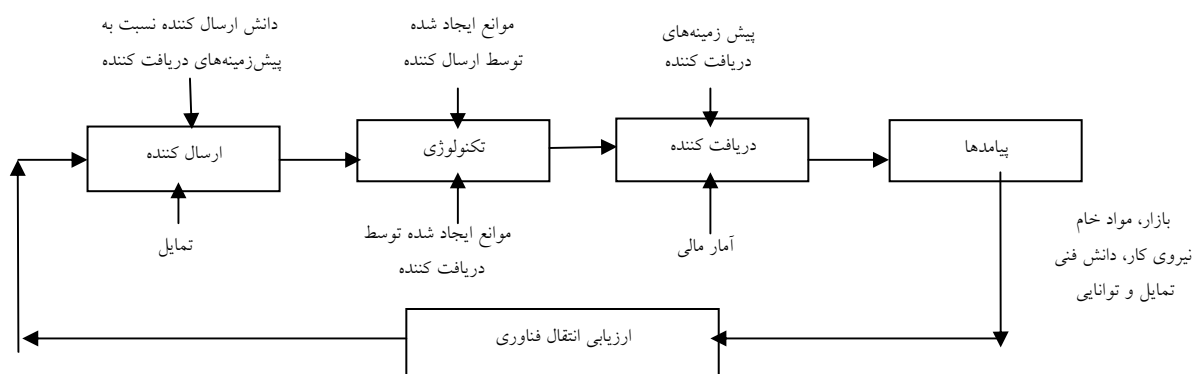 دانش ارسال کننده نسبت به
پیش‌زمینه‌های دریافت کننده
موانع ایجاد شده
توسط ارسال کننده
پیش زمینه‌های
دریافت کننده
ارسال کننده
تکنولوژی
دریافت کننده
پیامدها
تمایل
موانع ایجاد شده توسط
دریافت کننده
آمار مالی
بازار، مواد خام
نیروی کار، دانش فنی
تمایل و توانایی
ارزیابی انتقال فناوری